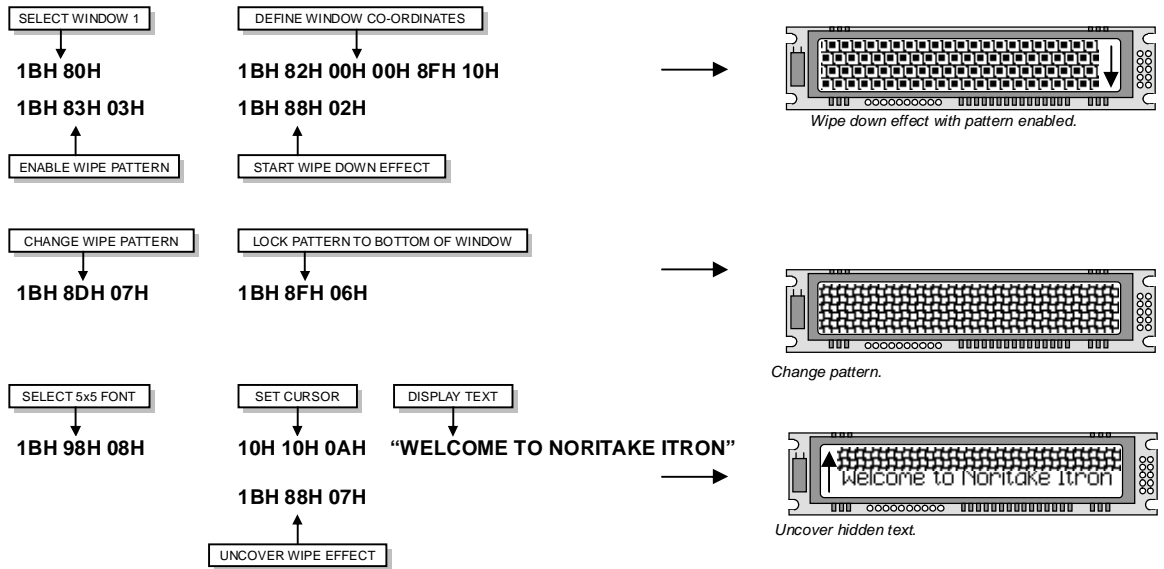 SELECT WINDOW 1
DEFINE WINDOW CO-ORDINATES
1BH 80H
1BH 82H 00H 00H 8FH 10H
1BH 83H 03H
1BH 88H 02H
ENABLE WIPE PATTERN
START WIPE DOWN EFFECT
Wipe down effect with pattern enabled.
CHANGE WIPE PATTERN
LOCK PATTERN TO BOTTOM OF WINDOW
1BH 8DH 07H
1BH 8FH 06H
Change pattern.
SELECT 5x5 FONT
SET CURSOR
DISPLAY TEXT
1BH 98H 08H
10H 10H 0AH
“WELCOME TO NORITAKE ITRON”
Welcome to Noritake Itron
1BH 88H 07H
UNCOVER WIPE EFFECT
Uncover hidden text.